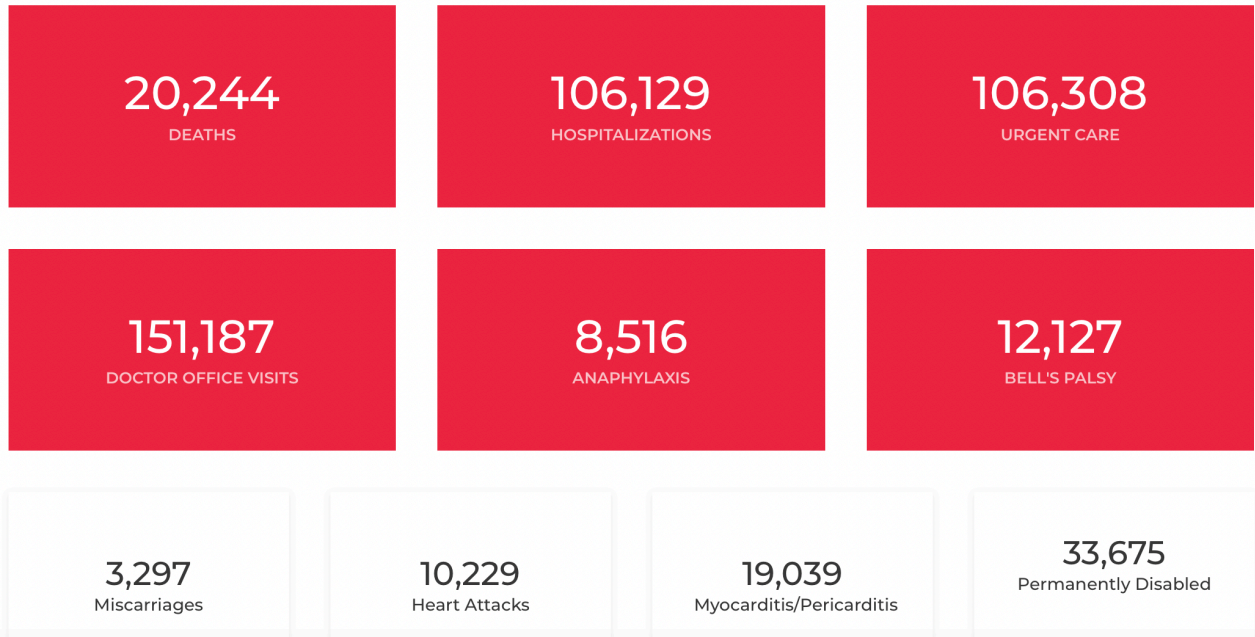 20,244
DEATHS
106,129
HOSPITALIZATIONS
106,308
URGENT CARE
151,187
DOCTOR OFFICE VISITS
8,516
ANAPHYLAXIS
12,127
BELL'S PALSY
3,297
Miscarriages
10,229
Heart Attacks
19,039
Myocarditis/Pericarditis
33,675
Permanently Disabled